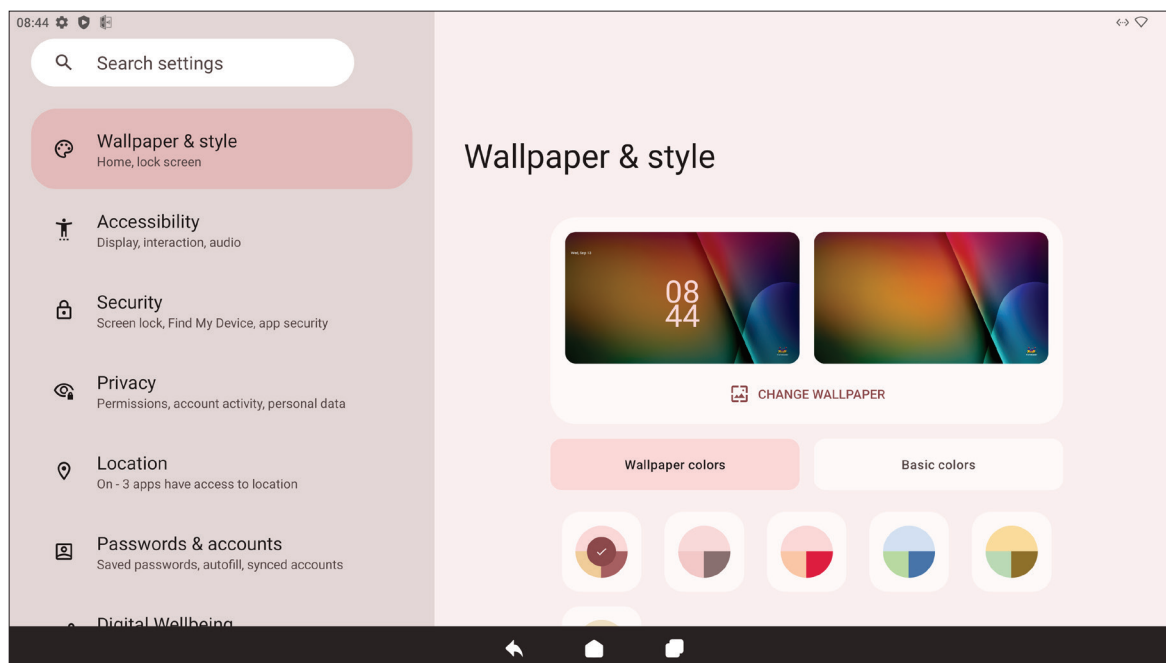 08:44
Search settings
Wallpaper & style
Home, lock screen
Accessibility
Display, interaction, audio
Security
Screen lock, Find My Device, app security
Privacy
Permissions, account activity, personal data
Location
On - 3 apps have access to location
Passwords & accounts
Saved passwords, autofill, synced accounts
Digital Wellbeing
Wallpaper & style
08
44
CHANGE WALLPAPER
Wallpaper colors
Basic colors